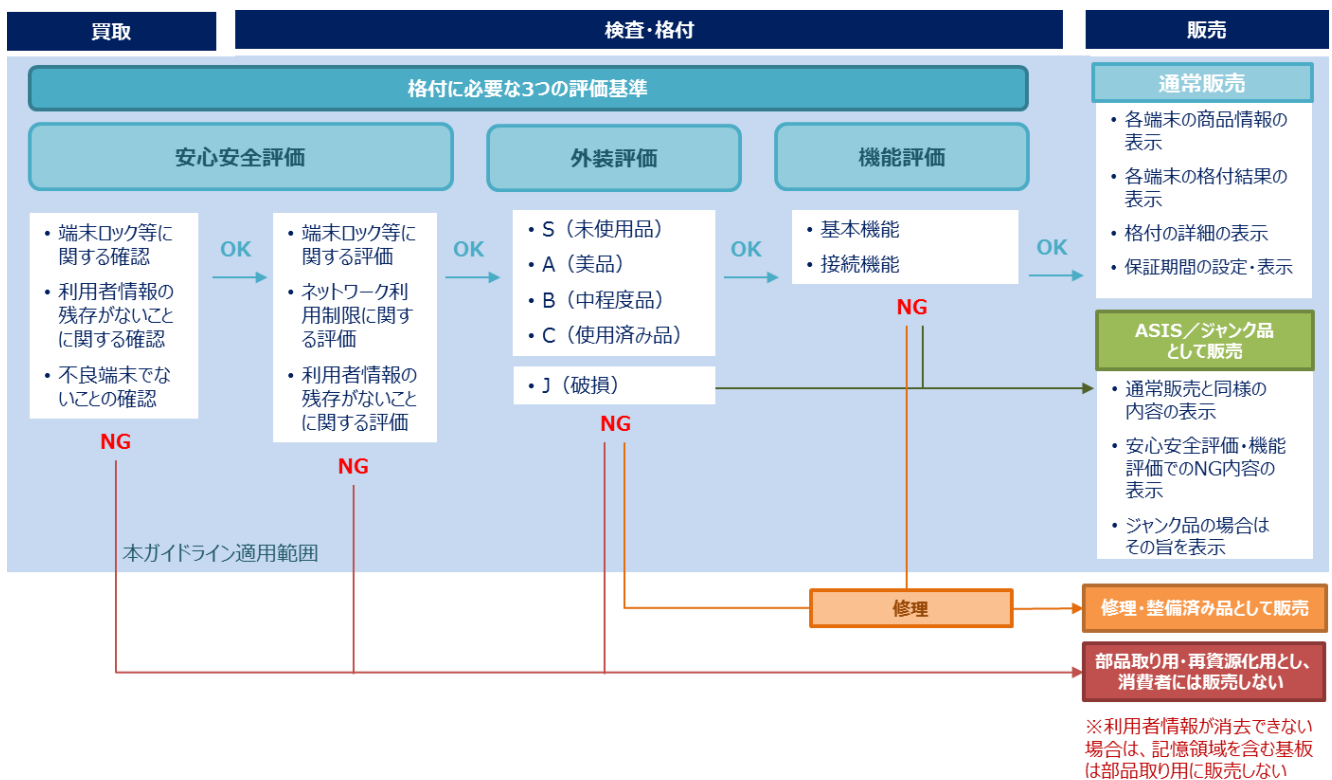 買取
検査・格付
販売
格付に必要な3つの評価基準
安心安全評価
外装評価
機能評価
• 端末ロック等に
関する確認
• 利用者情報の
残存がないこと
に関する確認
• 不良端末でな
いことの確認
NG
OK
• 端末ロック等に
関する評価
• ネットワーク利
用制限に関す
る評価
• 利用者情報の
残存がないこと
に関する評価
NG
OK
• S（未使用品）
• A（美品）
• B（中程度品）
• C（使用済み品）
• J（破損）
NG
OK
• 基本機能
• 接続機能
NG
OK
通常販売
• 各端末の商品情報の
表示
• 各端末の格付結果の
表示
• 格付の詳細の表示
• 保証期間の設定・表示
ASIS／ジャンク品
として販売
• 通常販売と同様の
内容の表示
• 安心安全評価・機能
評価でのNG内容の
表示
• ジャンク品の場合は
その旨を表示
本ガイドライン適用範囲
修理
修理・整備済み品として販売
部品取り用・再資源化用とし、
消費者には販売しない
※利用者情報が消去できない
場合は、記憶領域を含む基板
は部品取り用に販売しない